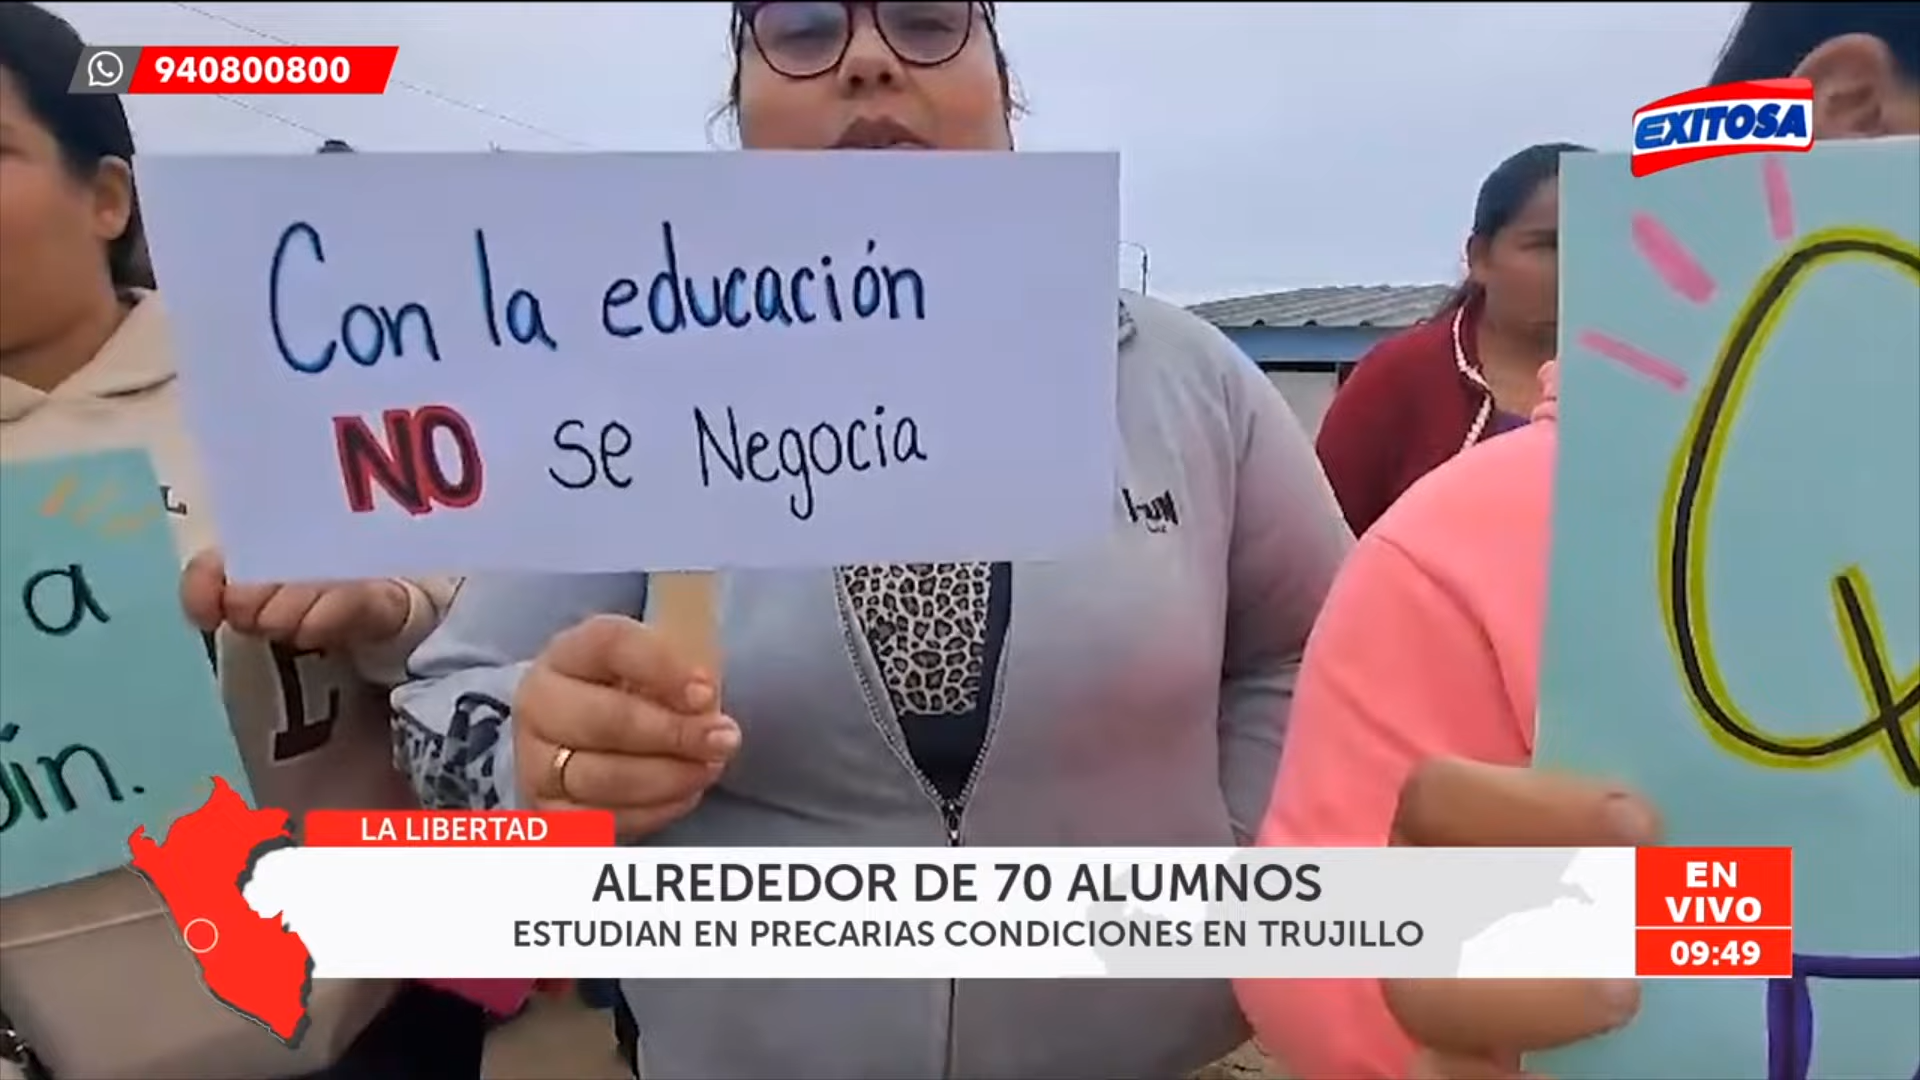 940800800
EXITOSA
Con la educación
NO se Negocia
a
LA LIBERTAD
ALREDEDOR DE 70 ALUMNOS
ESTUDIAN EN PRECARIAS CONDICIONES EN TRUJILLO
EN
VIVO
09:49